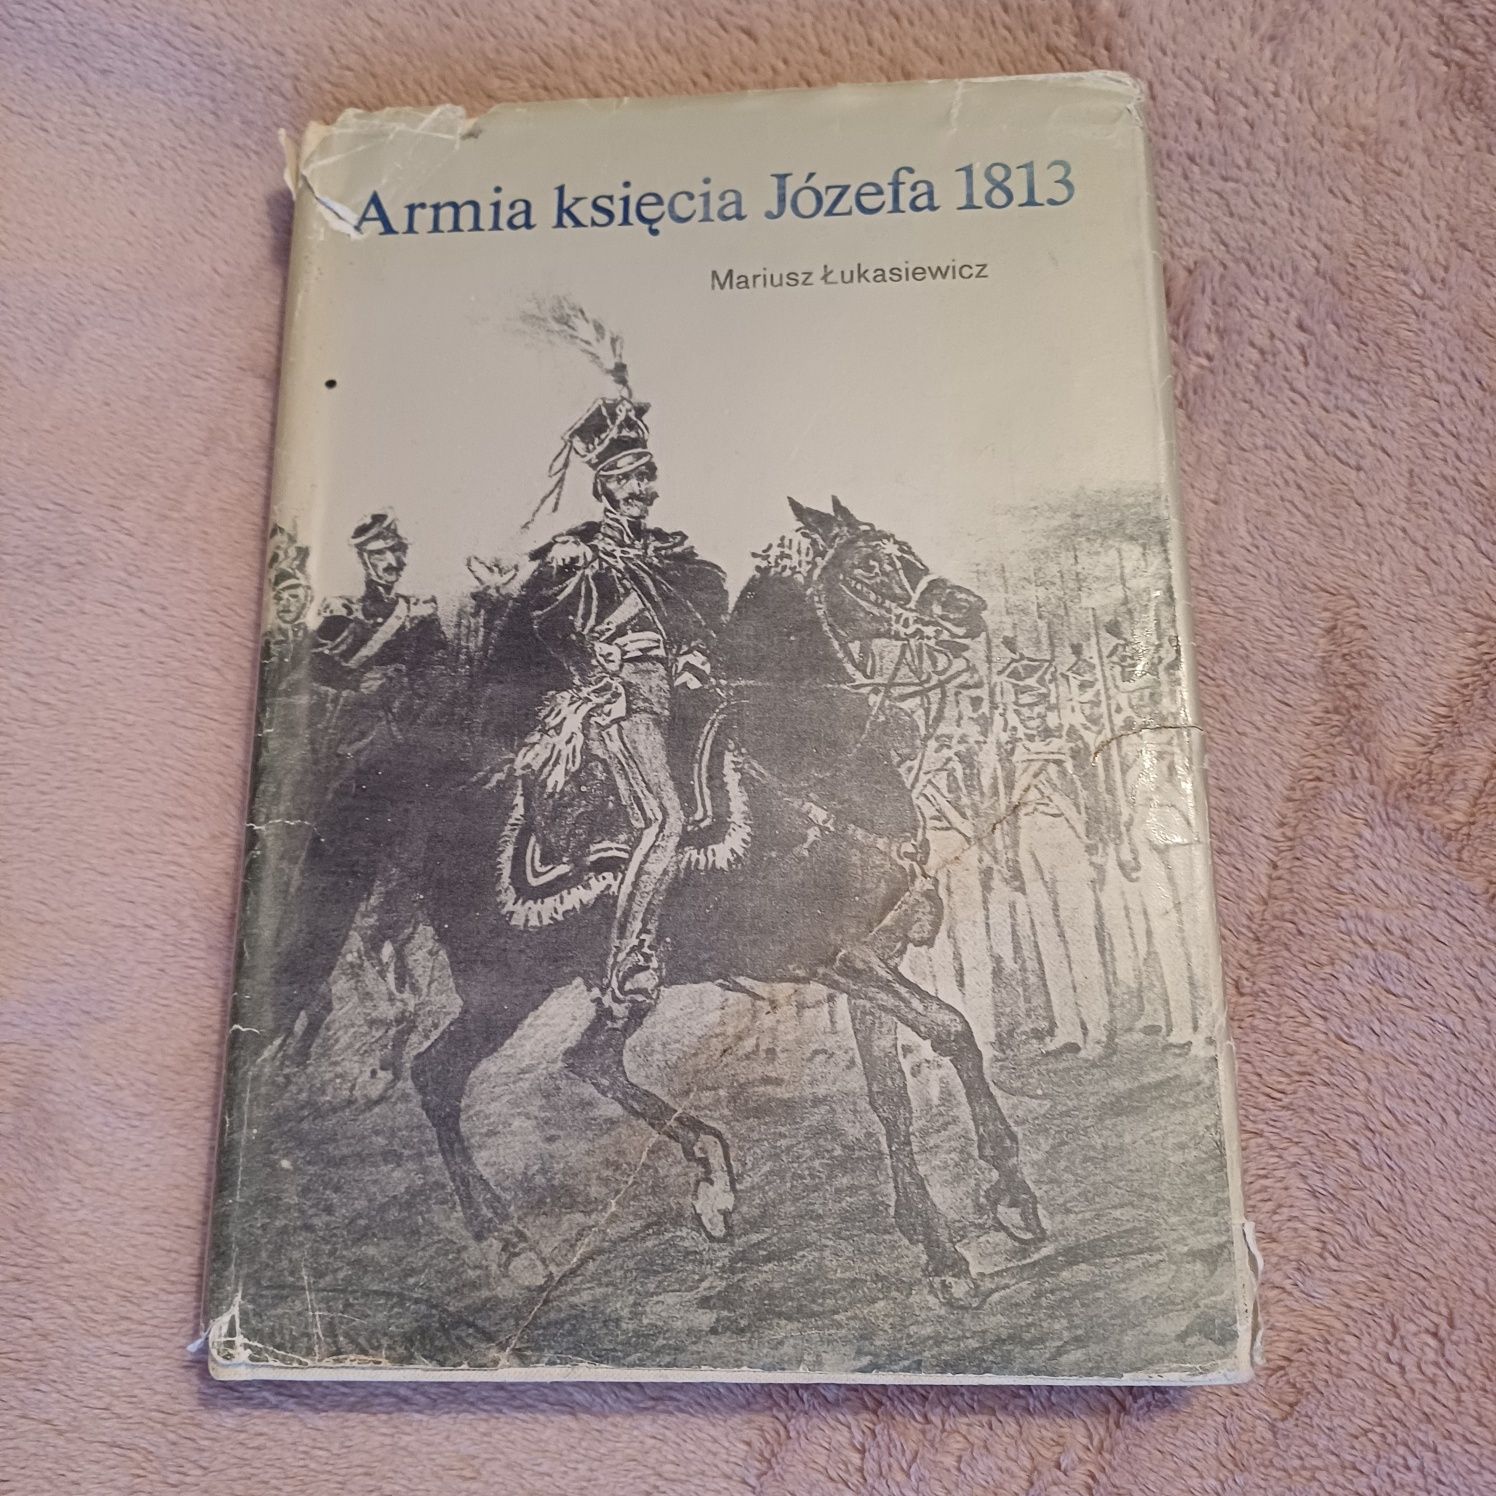 Armia księcia Józefa 1813
Mariusz Łukasiewicz